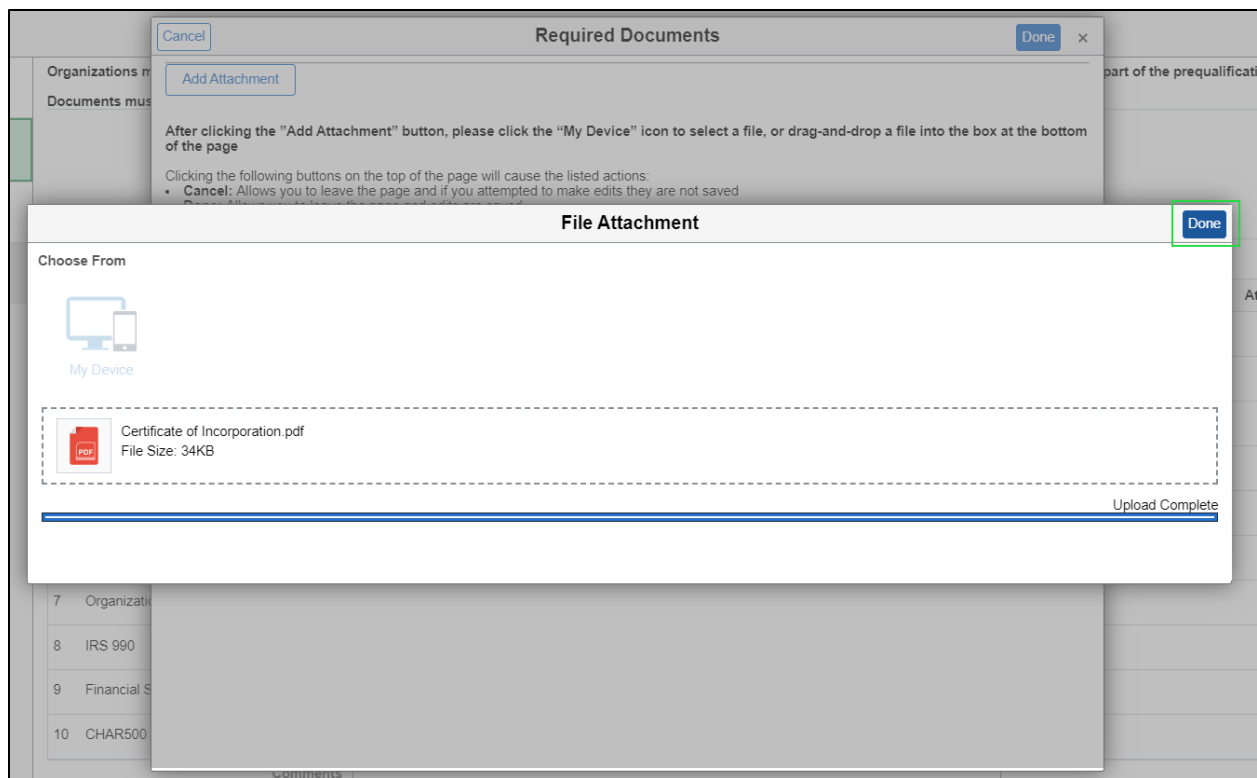 Cancel
Required Documents
Done ×
Organizations
part of the
Add Attachment
Documents
After clicking the ”Add Attachment” button, please click the “My Device” icon to select a file, or drag-and-drop a file into the box at the bottom
of the page
Clicking the following buttons on the top of the page will cause the listed actions:
• Cancel: Allows you to leave the page and if you attempted to make edits they are not saved
File Attachment
Done
Choose From
My Device
PDF
Certificate of Incorporation.pdf
File Size: 34KB
Upload Complete
7
8 IRS 990
9 Financial
10 CHAR500
Comments